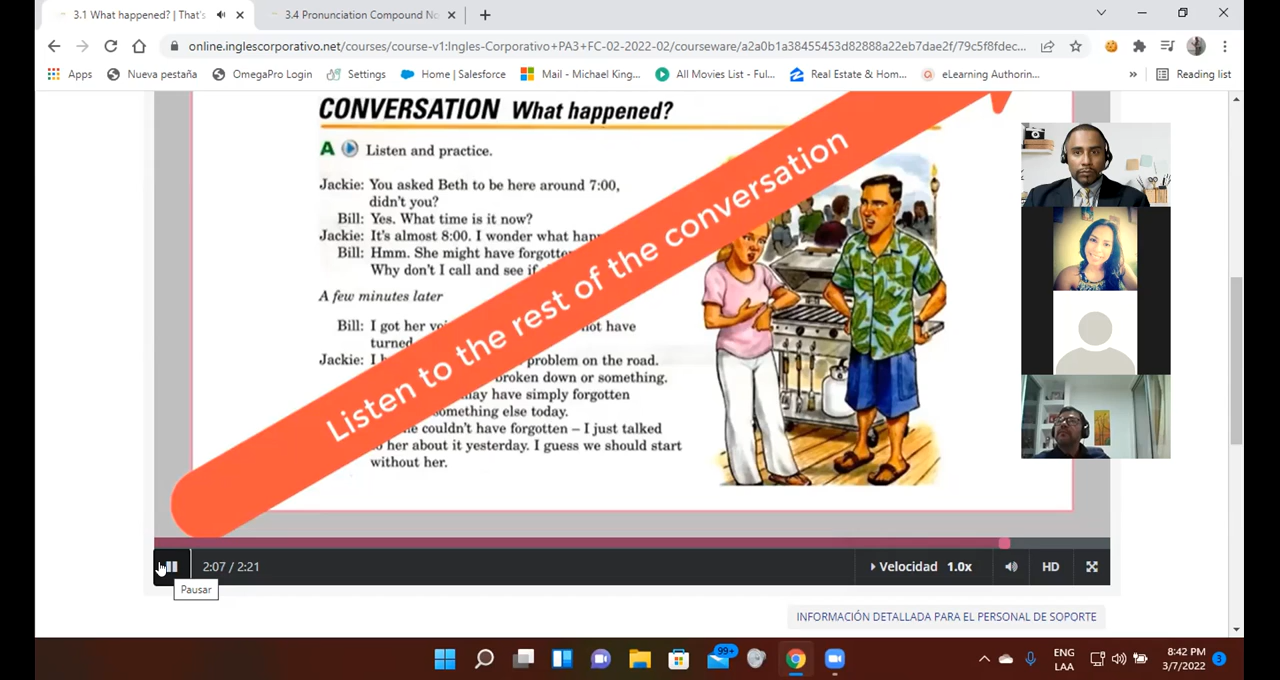 3.1 What happened? | That's
3.4 Pronunciation Compound No
online.inglescorporativo.net/courses/course-v1:Ingles-Corporativo+PA3+FC-02-2022-02/courseware/a2a0b1a38455453d82888a22eb7dae2f/79c5f8fdec...
Apps
Nueva pestaña
OmegaPro Login
Settings
Home | Salesforce
Mail - Michael King...
All Movies List - Ful...
Real Estate & Hom...
eLearning Authorin...
»
Reading list
CONVERSATION What happened?
A Listen and practice.
Jackie: You asked Beth to be here around 7:00,
didn't you?
Bill: Yes. What time is it now?
Jackie: It's almost 8:00. I wonder what
Bill: Hmm. She might have
Why don't I call and see if
A few minutes later
Bill: I got her not have
turned
Jackie: problem on the road.
broken down or something.
may have simply forgotten
something else today.
couldn't have forgotten – I just talked
her about it yesterday. I guess we should start
without her.
Listen to the rest of the conversation
2:07 / 2:21
Velocidad 1.0x
HD
Pausar
INFORMACIÓN DETALLADA PARA EL PERSONAL DE SOPORTE
99+
ENG
LAA
8:42 PM
3/7/2022
3